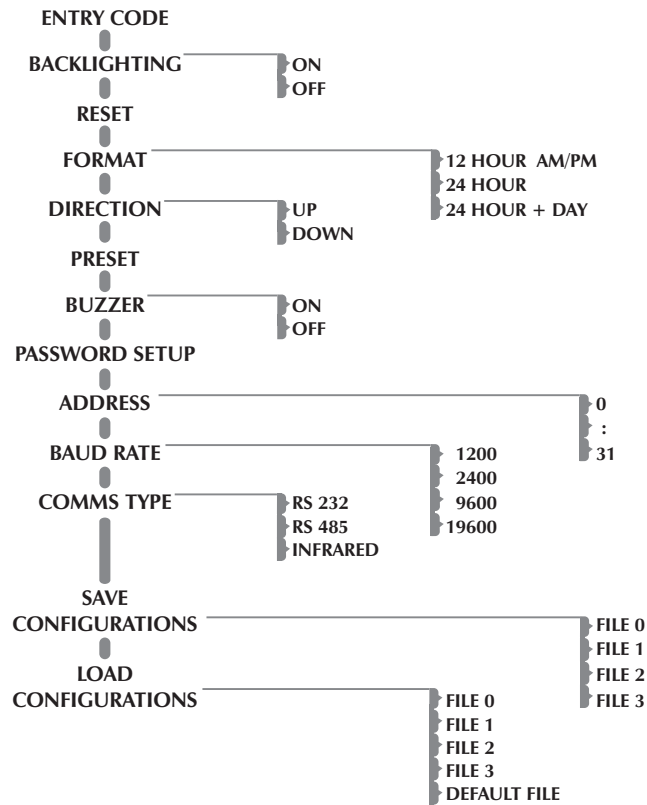 ENTRY CODE
BACKLIGHTING
ON
OFF
RESET
FORMAT
12 HOUR AM/PM
24 HOUR
24 HOUR + DAY
DIRECTION
UP
DOWN
PRESET
BUZZER
ON
OFF
PASSWORD SETUP
ADDRESS
0
:
31
BAUD RATE
1200
2400
9600
19600
COMMS TYPE
RS 232
RS 485
INFRARED
SAVE
CONFIGURATIONS
FILE 0
FILE 1
FILE 2
FILE 3
LOAD
CONFIGURATIONS
FILE 0
FILE 1
FILE 2
FILE 3
DEFAULT FILE